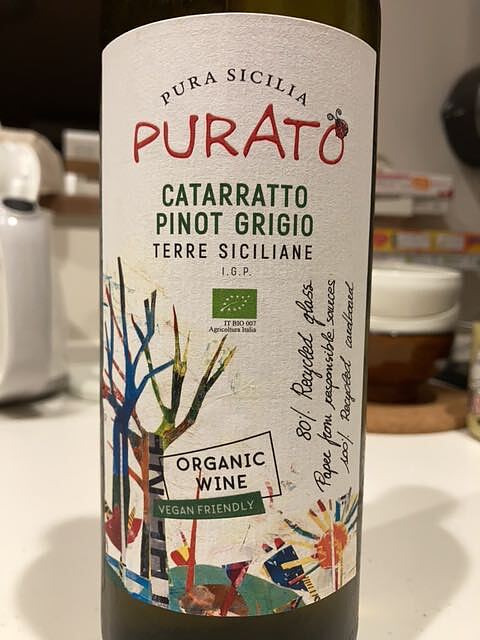 PURA SICILIA
PURATO
CATARRATTO
PINOT GRIGIO
TERRE SICILIANE
I.G.P.
IT BIO 007
Agricoltura Italia
80% Recycled glass
Paper from responsible sources
100% Recycled cardboard
ORGANIC
WINE
VEGAN FRIENDLY